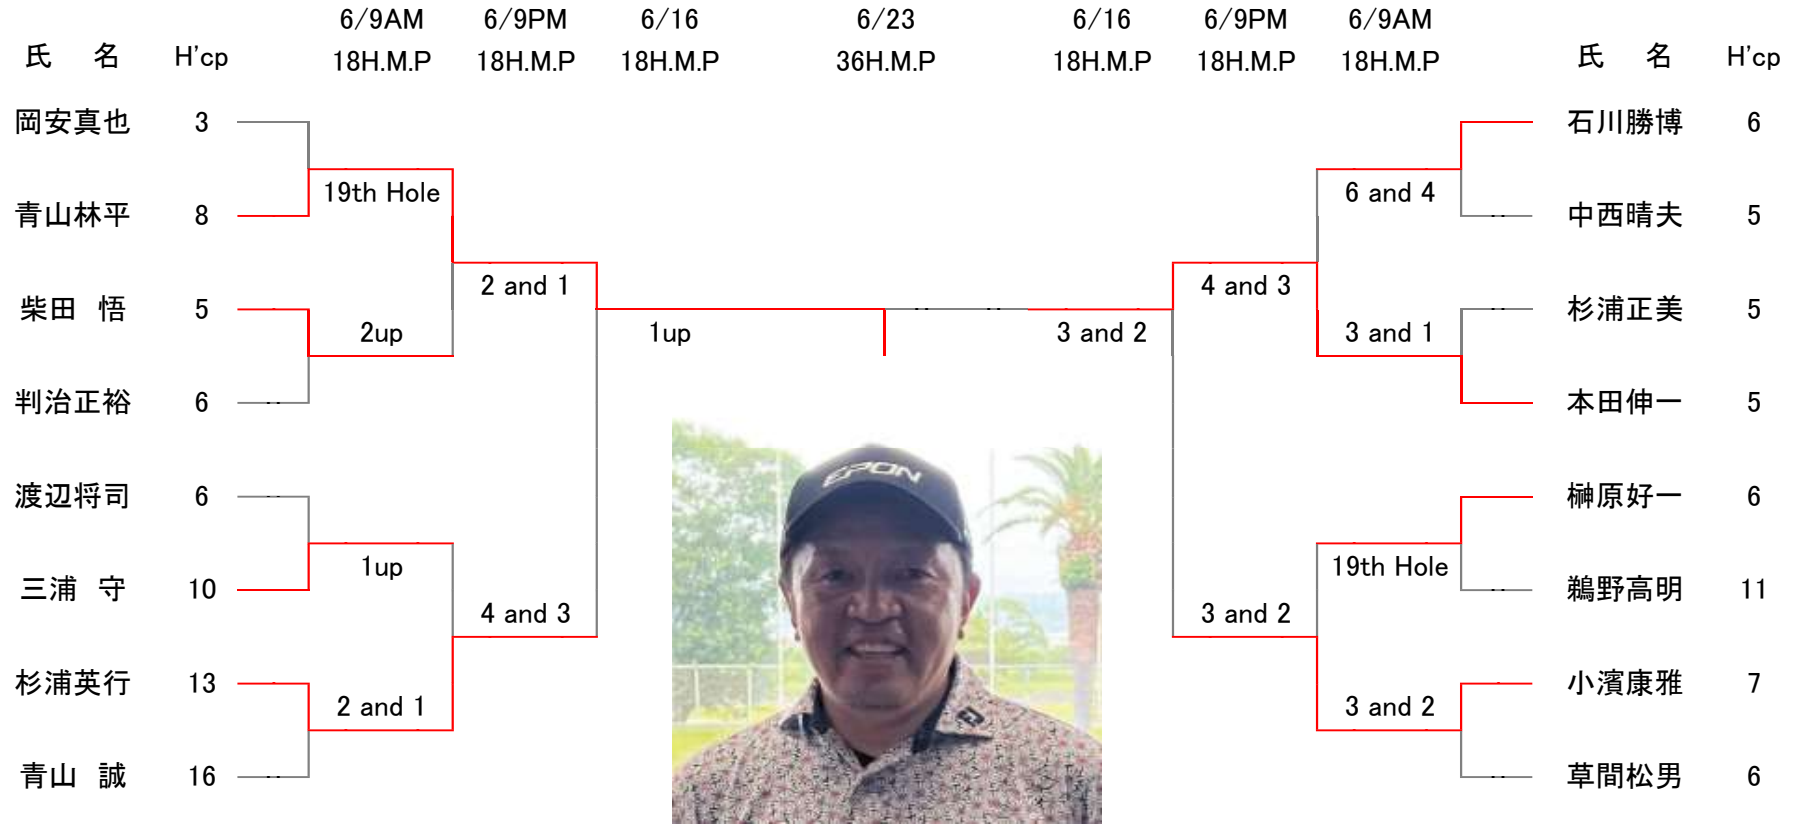 6/9AM 6/9PM 6/16 6/23 6/16 6/9PM 6/9AM
氏 名 H'cp 18H.M.P 18H.M.P 18H.M.P 36H.M.P 18H.M.P 18H.M.P 18H.M.P 氏 名 H'cp
岡安真也 3 石川勝博 6
19th Hole 6 and 4
青山林平 8 中西晴夫 5
2 and 1 4 and 3
柴田 悟 5 杉浦正美 5
2up 1up 3 and 2 3 and 1
判治正裕 6 本田伸一 5
EPON
渡辺将司 6 榊原好一 6
1up 19th Hole
三浦 守 10 鵜野高明 11
4 and 3 3 and 2
杉浦英行 13 小濱康雅 7
2 and 1 3 and 2
青山 誠 16 草間松男 6